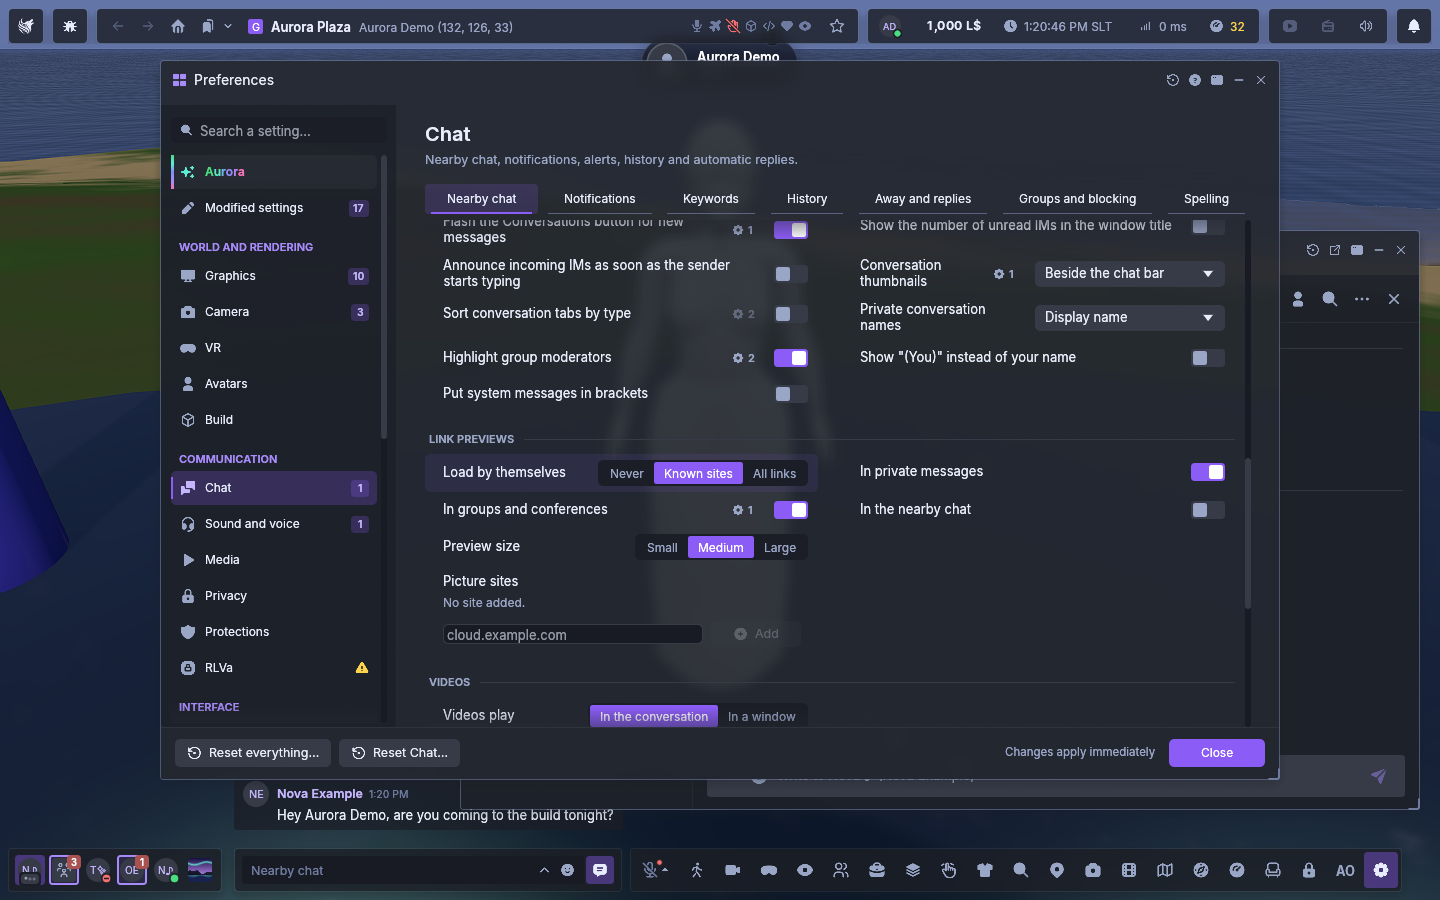 G Aurora Plaza Aurora Demo (132, 126, 33)
AD 1,000 L$ 1:20:46 PM SLT 0 ms 32
Aurora Demo
Preferences
Search a setting...
Aurora
Modified settings 17
WORLD AND RENDERING
Graphics 10
Camera 3
VR
Avatars
Build
COMMUNICATION
Chat 1
Sound and voice 1
Media
Privacy
Protections
RLVa
INTERFACE
Chat
Nearby chat, notifications, alerts, history and automatic replies.
Nearby chat Notifications Keywords History Away and replies Groups and blocking Spelling
Flash the Conversations button for new
messages 1
Show the number of unread IMs in the window title
Announce incoming IMs as soon as the sender
starts typing
Conversation
thumbnails 1 Beside the chat bar
Sort conversation tabs by type 2
Private conversation
names Display name
Highlight group moderators 2
Show "(You)" instead of your name
Put system messages in brackets
LINK PREVIEWS
Load by themselves Never Known sites All links
In private messages
In groups and conferences 1
In the nearby chat
Preview size Small Medium Large
Picture sites
No site added.
cloud.example.com Add
VIDEOS
Videos play In the conversation In a window
Reset everything... Reset Chat... Changes apply immediately Close
NE Nova Example 1:20 PM
Hey Aurora Demo, are you coming to the build tonight?
3 OE 1
Nearby chat
AO